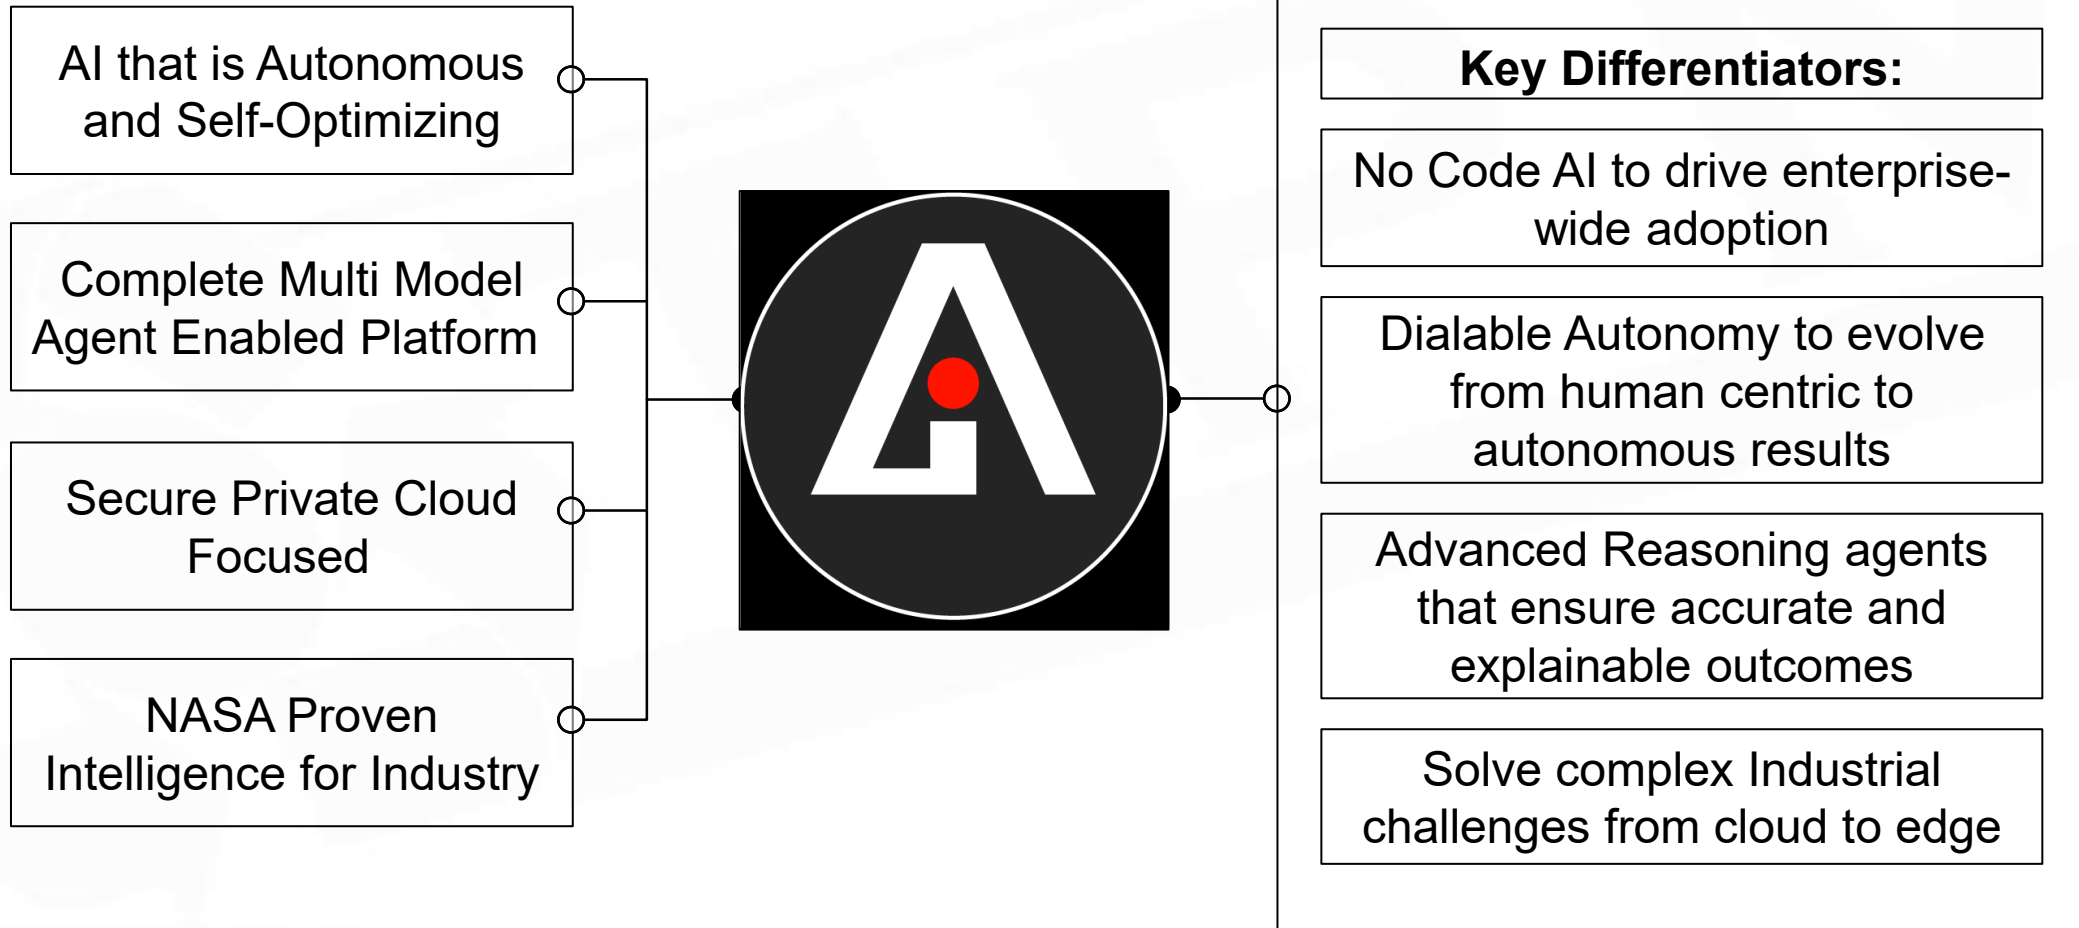 AI that is Autonomous
and Self-Optimizing
Complete Multi Model
Agent Enabled Platform
Secure Private Cloud
Focused
NASA Proven
Intelligence for Industry
Key Differentiators:
No Code AI to drive enterprise-
wide adoption
Dialable Autonomy to evolve
from human centric to
autonomous results
Advanced Reasoning agents
that ensure accurate and
explainable outcomes
Solve complex Industrial
challenges from cloud to edge